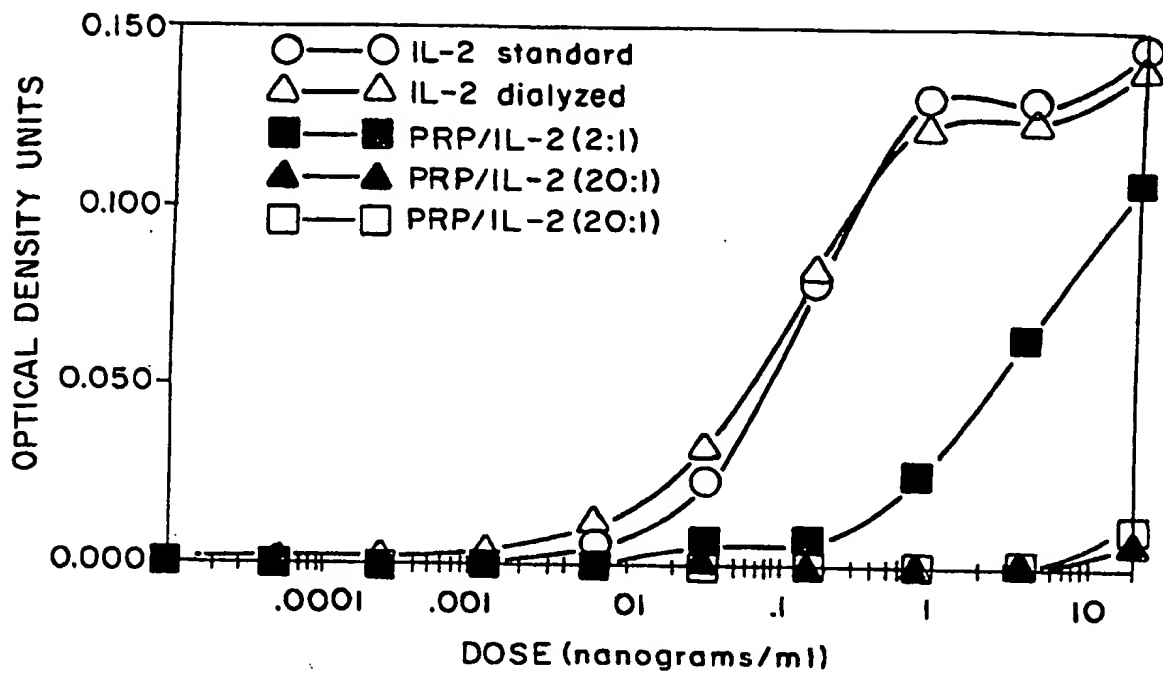 OPTICAL DENSITY UNITS
0.150
0.100
0.050
0.000
IL-2 standard
IL-2 dialyzed
PRP/IL-2 (2:1)
PRP/IL-2 (20:1)
PRP/IL-2 (20:1)
.0001 .001 01 .1 1 10
DOSE (nanograms/ml)